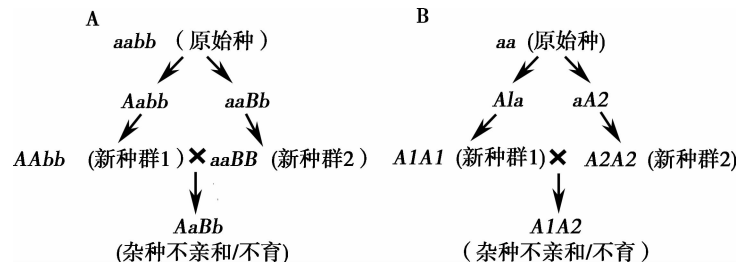 A
aabb （原始种）
Aabb aaBb
AAbb （新种群1）×aaBB （新种群2）
AaBb
(杂种不亲和/不育)
B
aa (原始种)
A1a aA2
A1A1 (新种群1)× A2A2 (新种群2)
A1A2
（杂种不亲和/不育）